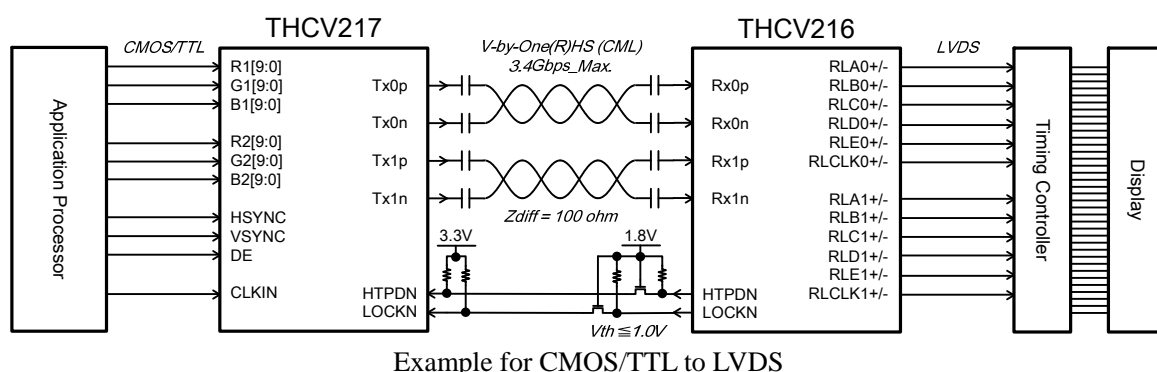 THCV217
THCV216
CMOS/TTL
V-by-One(R)HS (CML)
3.4Gbps_Max.
LVDS
Application Processor
R1[9:0]
G1[9:0]
B1[9:0]
R2[9:0]
G2[9:0]
B2[9:0]
HSYNC
VSYNC
DE
CLKIN
Tx0p
Tx0n
Tx1p
Tx1n
HTPDN
LOCKN
Zdiff = 100 ohm
3.3V
1.8V
Vth≦1.0V
Rx0p
Rx0n
Rx1p
Rx1n
HTPDN
LOCKN
RLA0+/-
RLB0+/-
RLC0+/-
RLD0+/-
RLE0+/-
RLCLK0+/-
RLA1+/-
RLB1+/-
RLC1+/-
RLD1+/-
RLE1+/-
RLCLK1+/-
Timing Controller
Display
Example for CMOS/TTL to LVDS